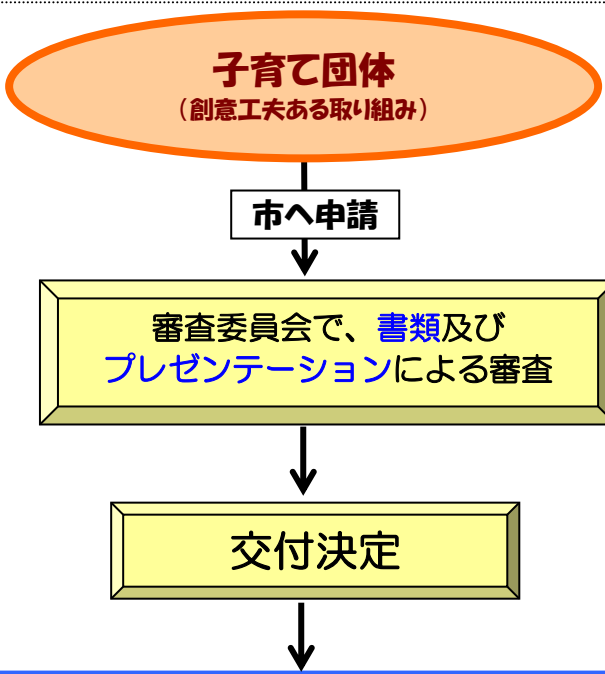 子育て団体
（創意工夫ある取り組み）
市へ申請
審査委員会で、書類及び
プレゼンテーションによる審査
交付決定